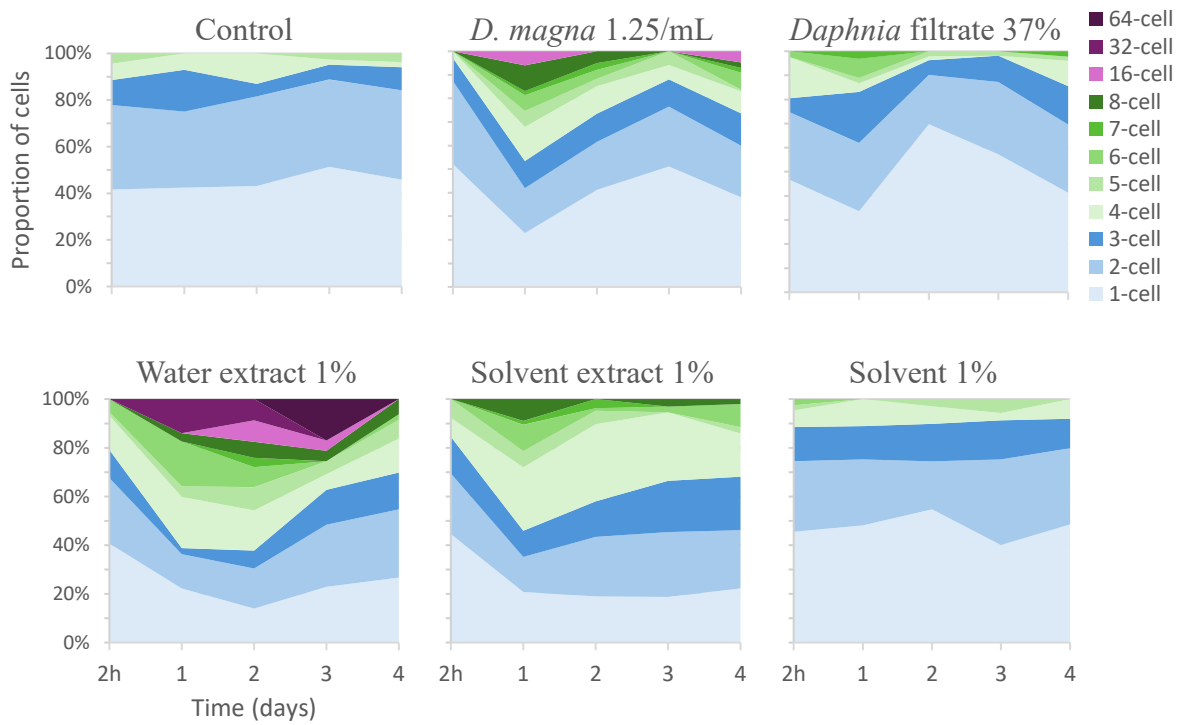 Control
D. magna 1.25/mL
Daphnia filtrate 37%
64-cell
32-cell
16-cell
8-cell
7-cell
6-cell
5-cell
4-cell
3-cell
2-cell
1-cell
Proportion of cells
100%
80%
60%
40%
20%
0%
Water extract 1%
Solvent extract 1%
Solvent 1%
100%
80%
60%
40%
20%
0%
2h 1 2 3 4
2h 1 2 3 4
2h 1 2 3 4
Time (days)